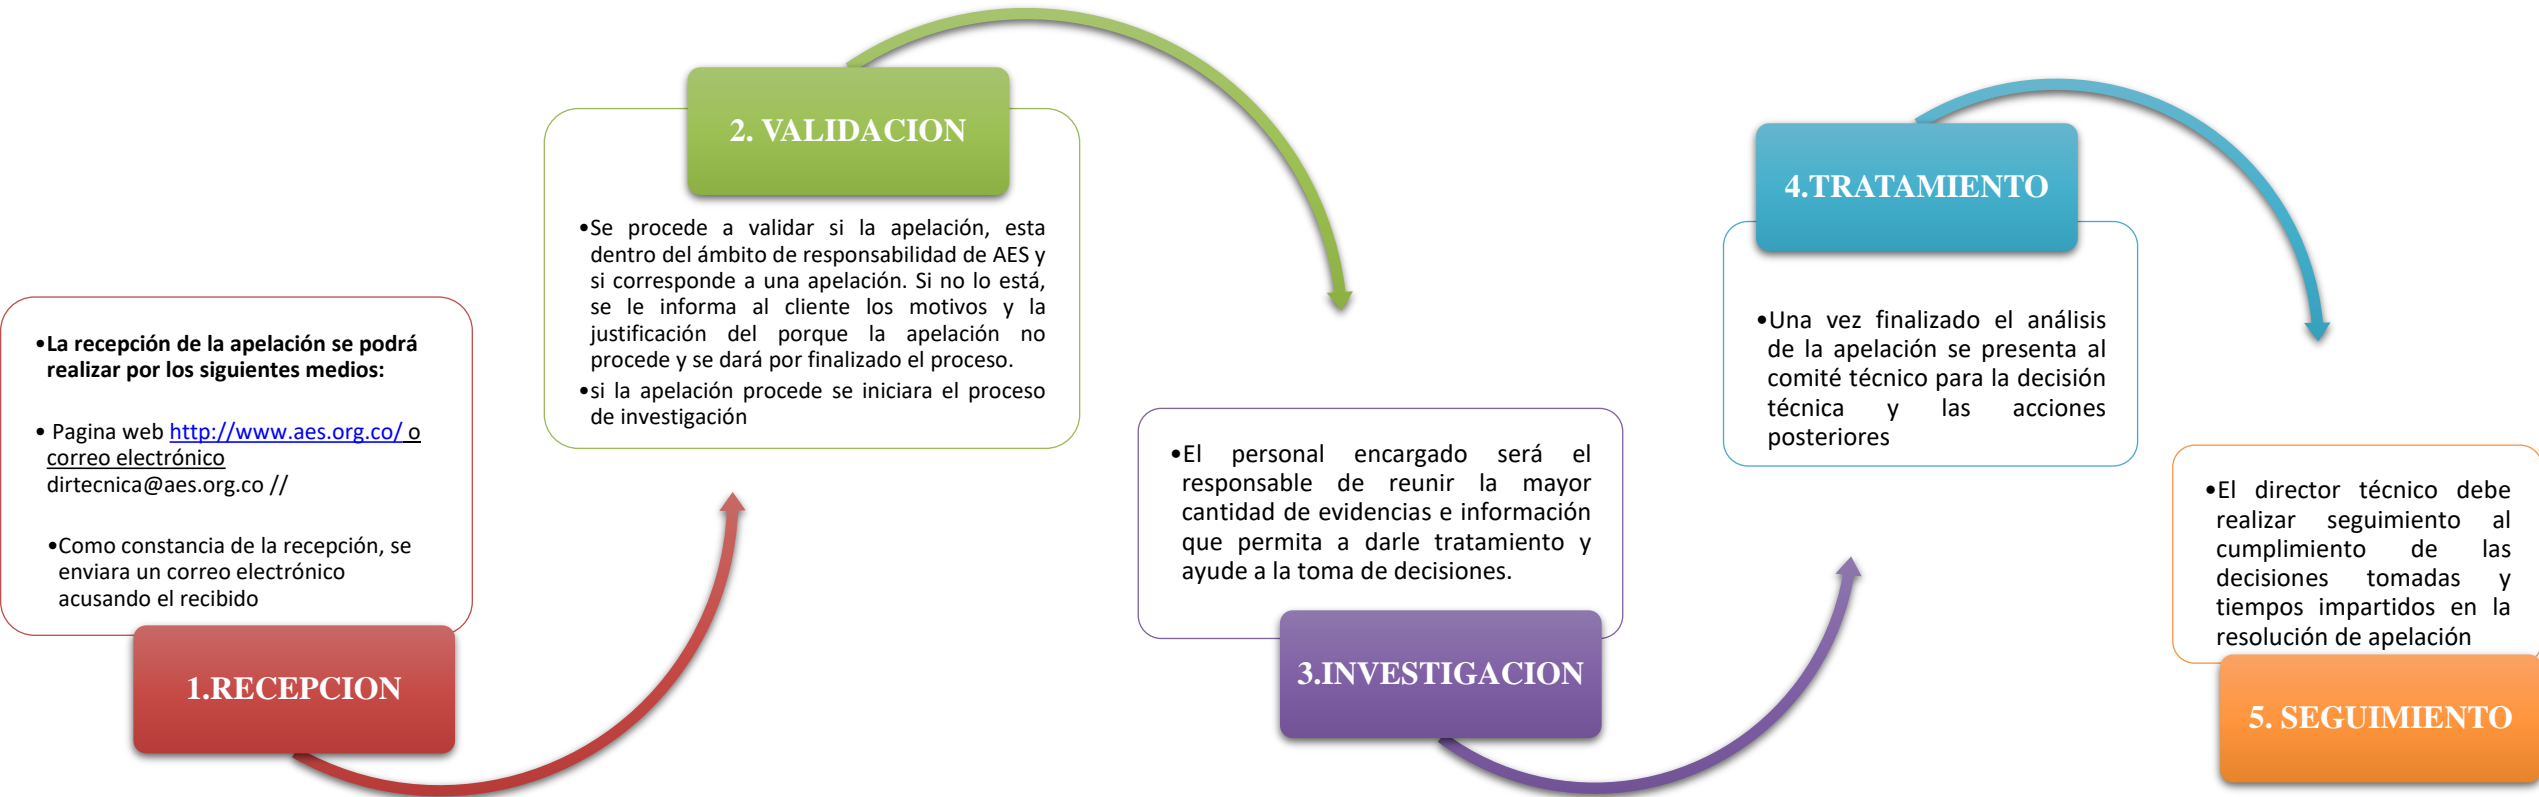 •La recepción de la apelación se podrá
realizar por los siguientes medios:
• Pagina web http://www.aes.org.co/ o
correo electrónico
dirtecnica@aes.org.co //
•Como constancia de la recepción, se
enviara un correo electrónico
acusando el recibido
1.RECEPCION
2. VALIDACION
•Se procede a validar si la apelación, esta
dentro del ámbito de responsabilidad de AES y
si corresponde a una apelación. Si no lo está,
se le informa al cliente los motivos y la
justificación del porque la apelación no
procede y se dará por finalizado el proceso.
•si la apelación procede se iniciara el proceso
de investigación
•El personal encargado será el
responsable de reunir la mayor
cantidad de evidencias e información
que permita a darle tratamiento y
ayude a la toma de decisiones.
3.INVESTIGACION
4.TRATAMIENTO
•Una vez finalizado el análisis
de la apelación se presenta al
comité técnico para la decisión
técnica y las acciones
posteriores
•El director técnico debe
realizar seguimiento al
cumplimiento de las
decisiones tomadas y
tiempos impartidos en la
resolución de apelación
5. SEGUIMIENTO